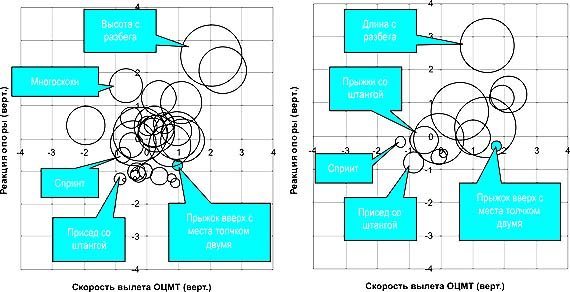 Реакция опоры (верт.)
4
3
2
1
0
-1
-2
-3
-4
-4 -3 -2 -1 0 1 2 3 4
Высота с
разбега
Многоскоки
Спринт
Присед со
штангой
Прыжок вверх с
места толчком
двумя
Скорость вылета ОЦМТ (верт.)
Реакция опоры (верт.)
4
3
2
1
0
-1
-2
-3
-4
-4 -3 -2 -1 0 1 2 3 4
Длина с
разбега
Прыжки со
штангой
Спринт
Присед со
штангой
Прыжок вверх с
места толчком
двумя
Скорость вылета ОЦМТ (верт.)